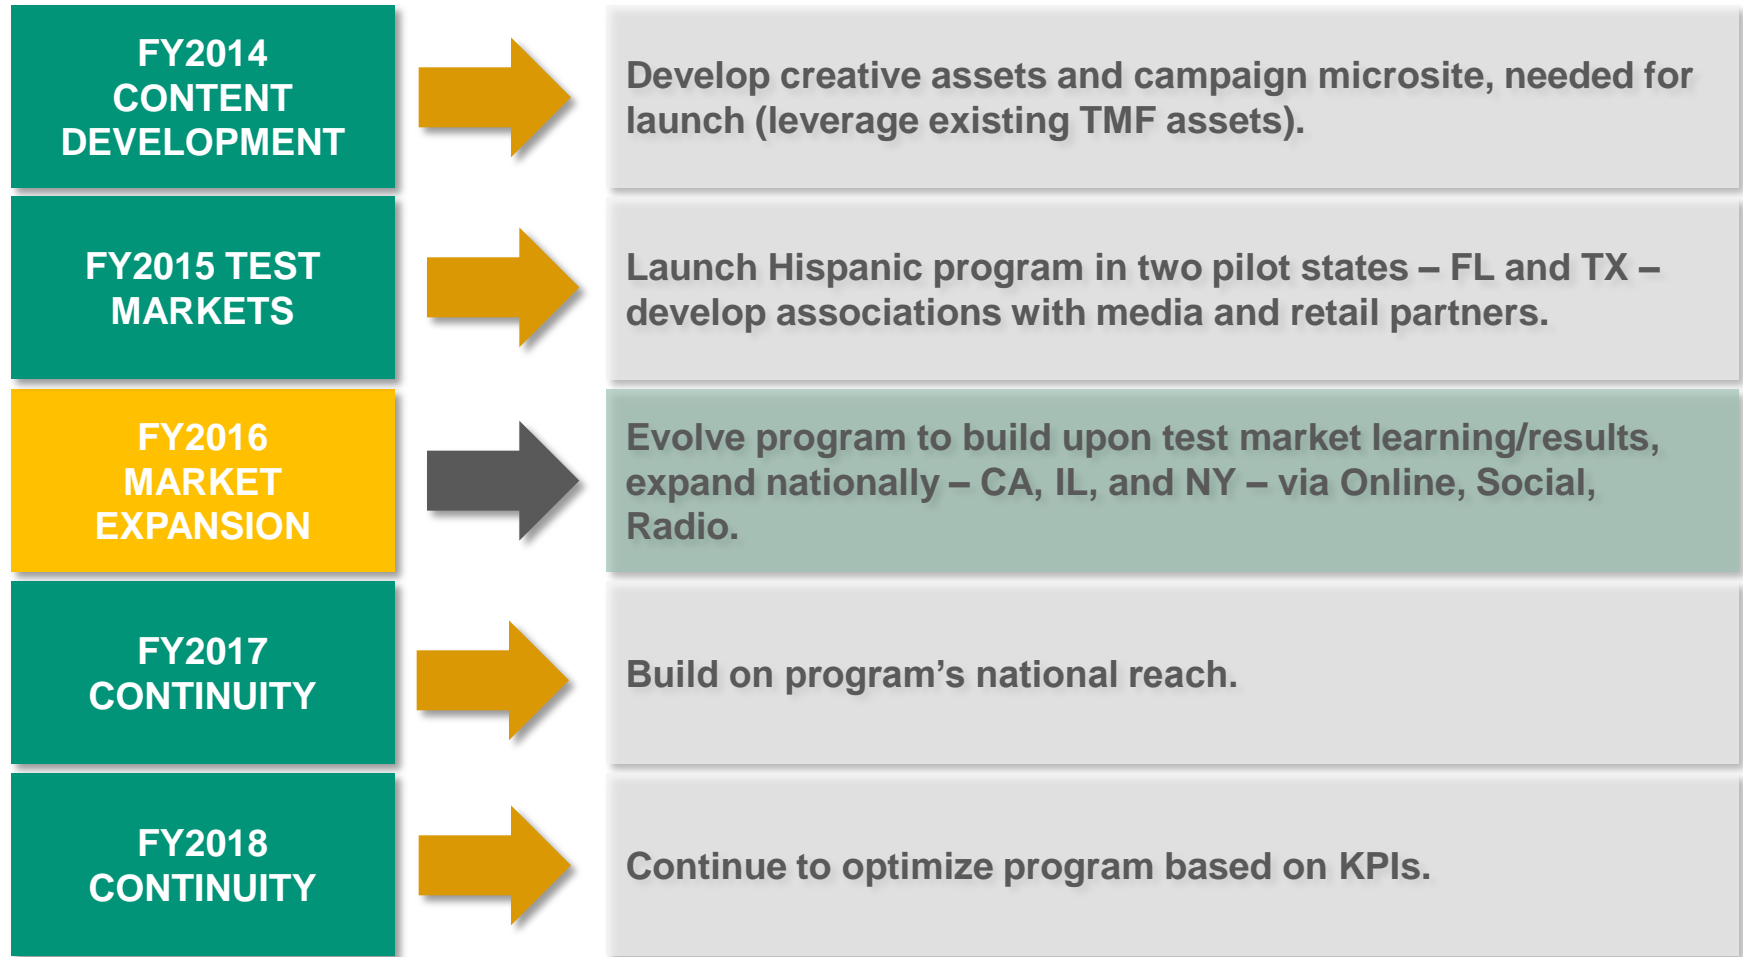 FY2014
CONTENT
DEVELOPMENT
Develop creative assets and campaign microsite, needed for
launch (leverage existing TMF assets).
FY2015 TEST
MARKETS
Launch Hispanic program in two pilot states – FL and TX –
develop associations with media and retail partners.
FY2016
MARKET
EXPANSION
Evolve program to build upon test market learning/results,
expand nationally – CA, IL, and NY – via Online, Social,
Radio.
FY2017
CONTINUITY
Build on program’s national reach.
FY2018
CONTINUITY
Continue to optimize program based on KPIs.